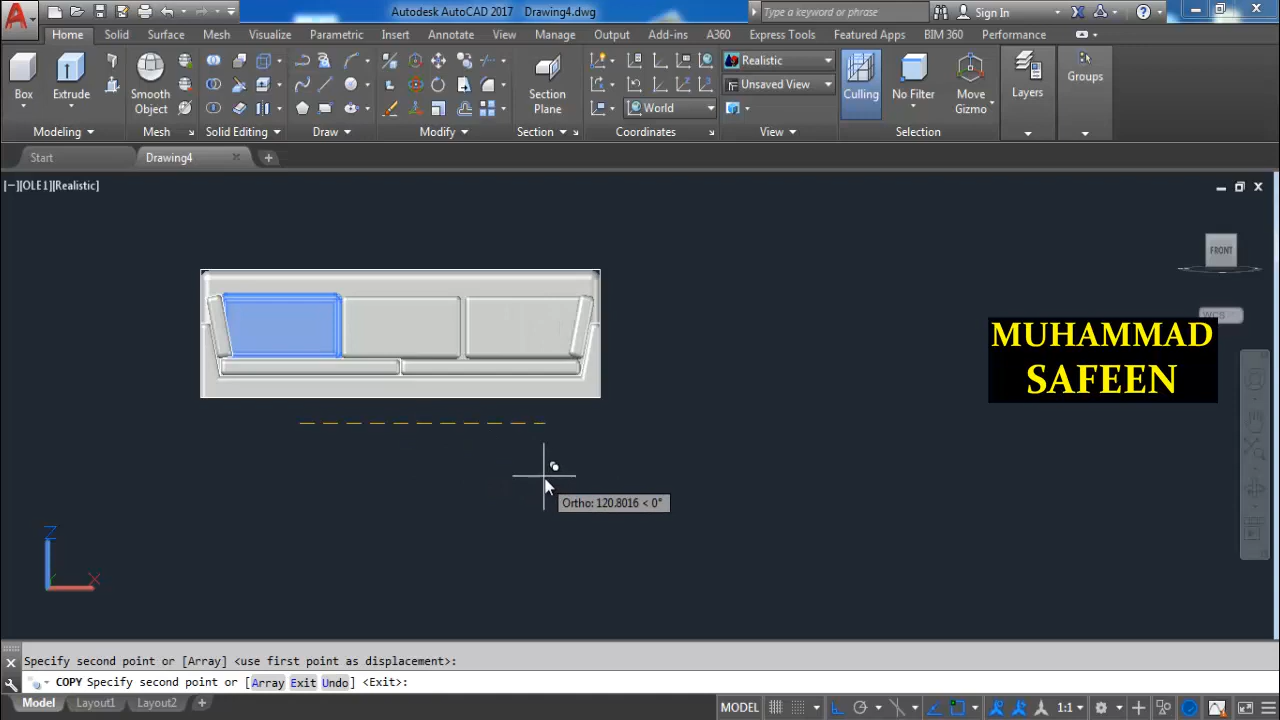 Autodesk AutoCAD 2017 Drawing4.dwg
Type a keyword or phrase
Sign In
Home Solid Surface Mesh Visualize Parametric Insert Annotate View Manage Output Add-ins A360 Express Tools Featured Apps BIM 360 Performance
Box
Extrude
Smooth
Object
Section
Plane
Realistic
Unsaved View
World
Culling
No Filter
Move
Gizmo
Layers
Groups
Modeling Mesh Solid Editing Draw Modify Section Coordinates View Selection
Start Drawing4
[−][OLE1][Realistic]
FRONT
WCS
MUHAMMAD
SAFEEN
Ortho: 120.8016 < 0°
Z
X
Specify second point or [Array] <use first point as displacement>:
COPY Specify second point or [Array Exit Undo] <Exit>:
Model Layout1 Layout2
MODEL
1:1